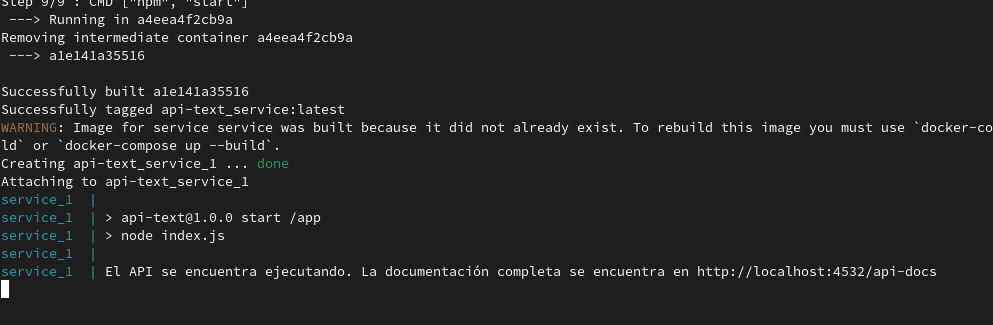 Step 9/9 : CMD ["npm", "start"]
 ---> Running in a4eea4f2cb9a
Removing intermediate container a4eea4f2cb9a
 ---> a1e141a35516
Successfully built a1e141a35516
Successfully tagged api-text_service:latest
WARNING: Image for service service was built because it did not already exist. To rebuild this image you must use `docker-co
ld` or `docker-compose up --build`.
Creating api-text_service_1 ... done
Attaching to api-text_service_1
service_1  |
service_1  | > api-text@1.0.0 start /app
service_1  | > node index.js
service_1  |
service_1  | El API se encuentra ejecutando. La documentación completa se encuentra en http://localhost:4532/api-docs